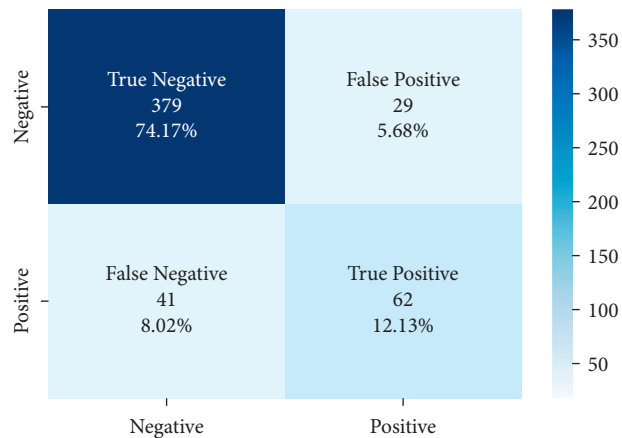 Negative
True Negative
379
74.17%
False Positive
29
5.68%
Positive
False Negative
41
8.02%
True Positive
62
12.13%
Negative
Positive
350
300
250
200
150
100
50